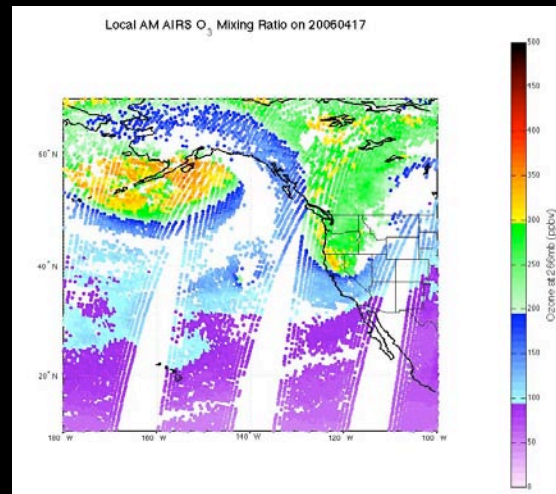 Local AM AIRS O3 Mixing Ratio on 20060417
500
450
400
350
300
250
200
150
100
50
0
Ozone at 266mb (ppbv)
60° N
40° N
20° N
180 W
160 W
140 W
120 W
100 W